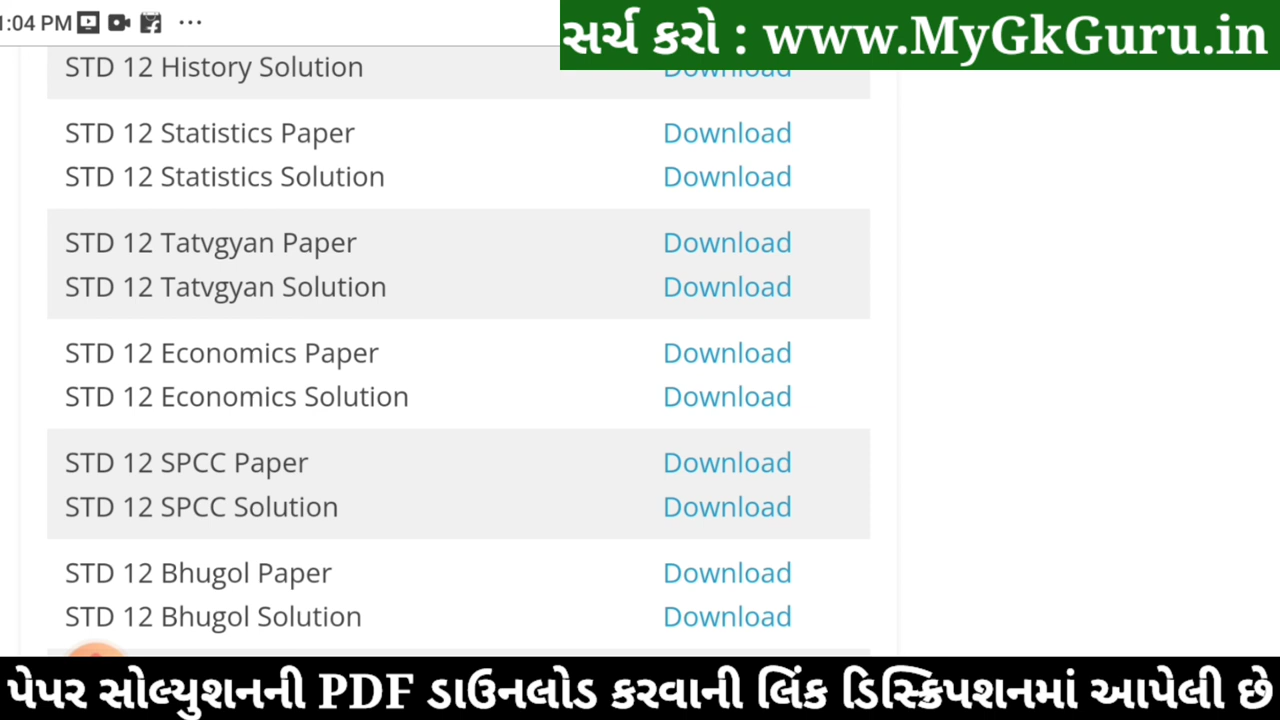 1:04 PM
સર્ચ કરો : www.MyGkGuru.in
STD 12 History Solution Download
STD 12 Statistics Paper Download
STD 12 Statistics Solution Download
STD 12 Tatvgyan Paper Download
STD 12 Tatvgyan Solution Download
STD 12 Economics Paper Download
STD 12 Economics Solution Download
STD 12 SPCC Paper Download
STD 12 SPCC Solution Download
STD 12 Bhugol Paper Download
STD 12 Bhugol Solution Download
પેપર સોલ્યુશનની PDF ડાઉનલોડ કરવાની લિંક ડિસ્ક્રિપશનમાં આપેલી છે